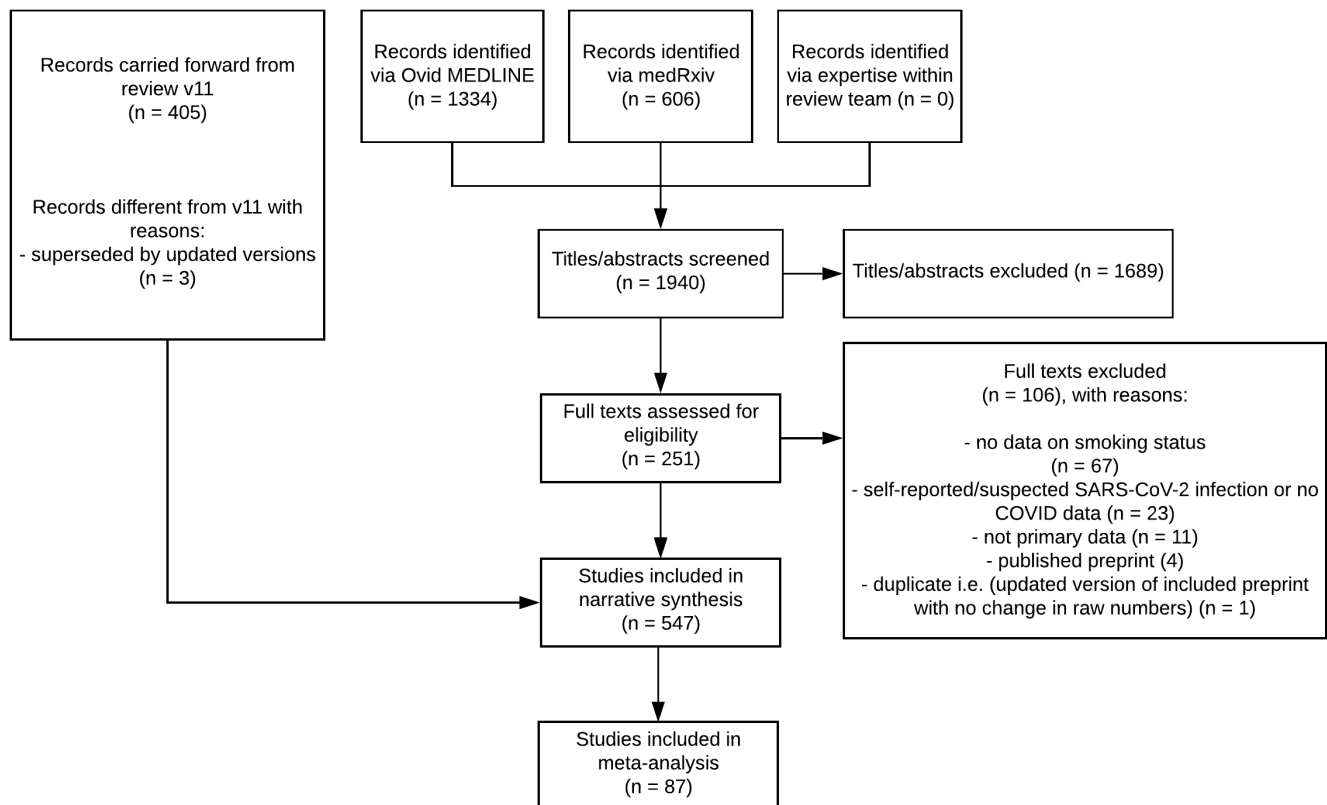 Records carried forward from
review v11
(n = 405)
Records different from v11 with
reasons:
- superseded by updated versions
(n = 3)
Records identified
via Ovid MEDLINE
(n = 1334)
Records identified
via medRxiv
(n = 606)
Records identified
via expertise within
review team (n = 0)
Titles/abstracts screened
(n = 1940)
Titles/abstracts excluded (n = 1689)
Full texts assessed for
eligibility
(n = 251)
Full texts excluded
(n = 106), with reasons:
- no data on smoking status
(n = 67)
- self-reported/suspected SARS-CoV-2 infection or no
COVID data (n = 23)
- not primary data (n = 11)
- published preprint (4)
- duplicate i.e. (updated version of included preprint
with no change in raw numbers) (n = 1)
Studies included in
narrative synthesis
(n = 547)
Studies included in
meta-analysis
(n = 87)